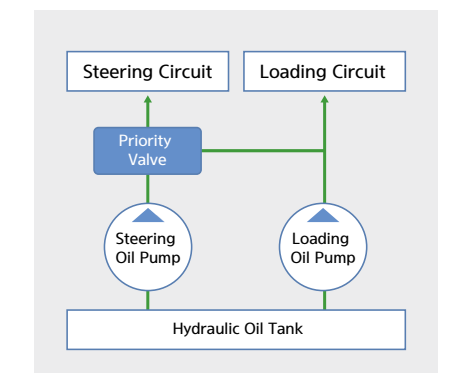 Steering Circuit
Loading Circuit
Priority
Valve
Steering
Oil Pump
Loading
Oil Pump
Hydraulic Oil Tank